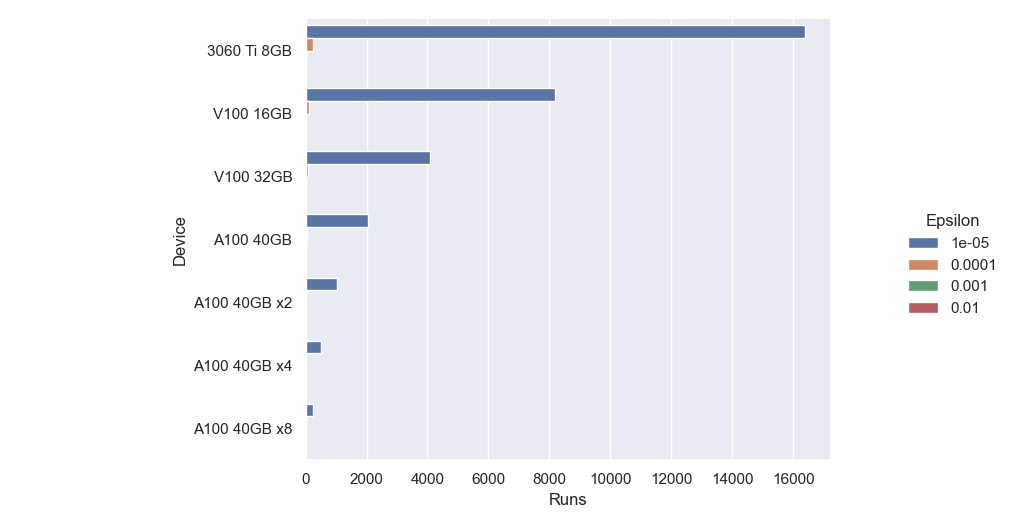 3060 Ti 8GB
V100 16GB
V100 32GB
A100 40GB
A100 40GB x2
A100 40GB x4
A100 40GB x8
Device
0 2000 4000 6000 8000 10000 12000 14000 16000
Runs
Epsilon
1e-05
0.0001
0.001
0.01